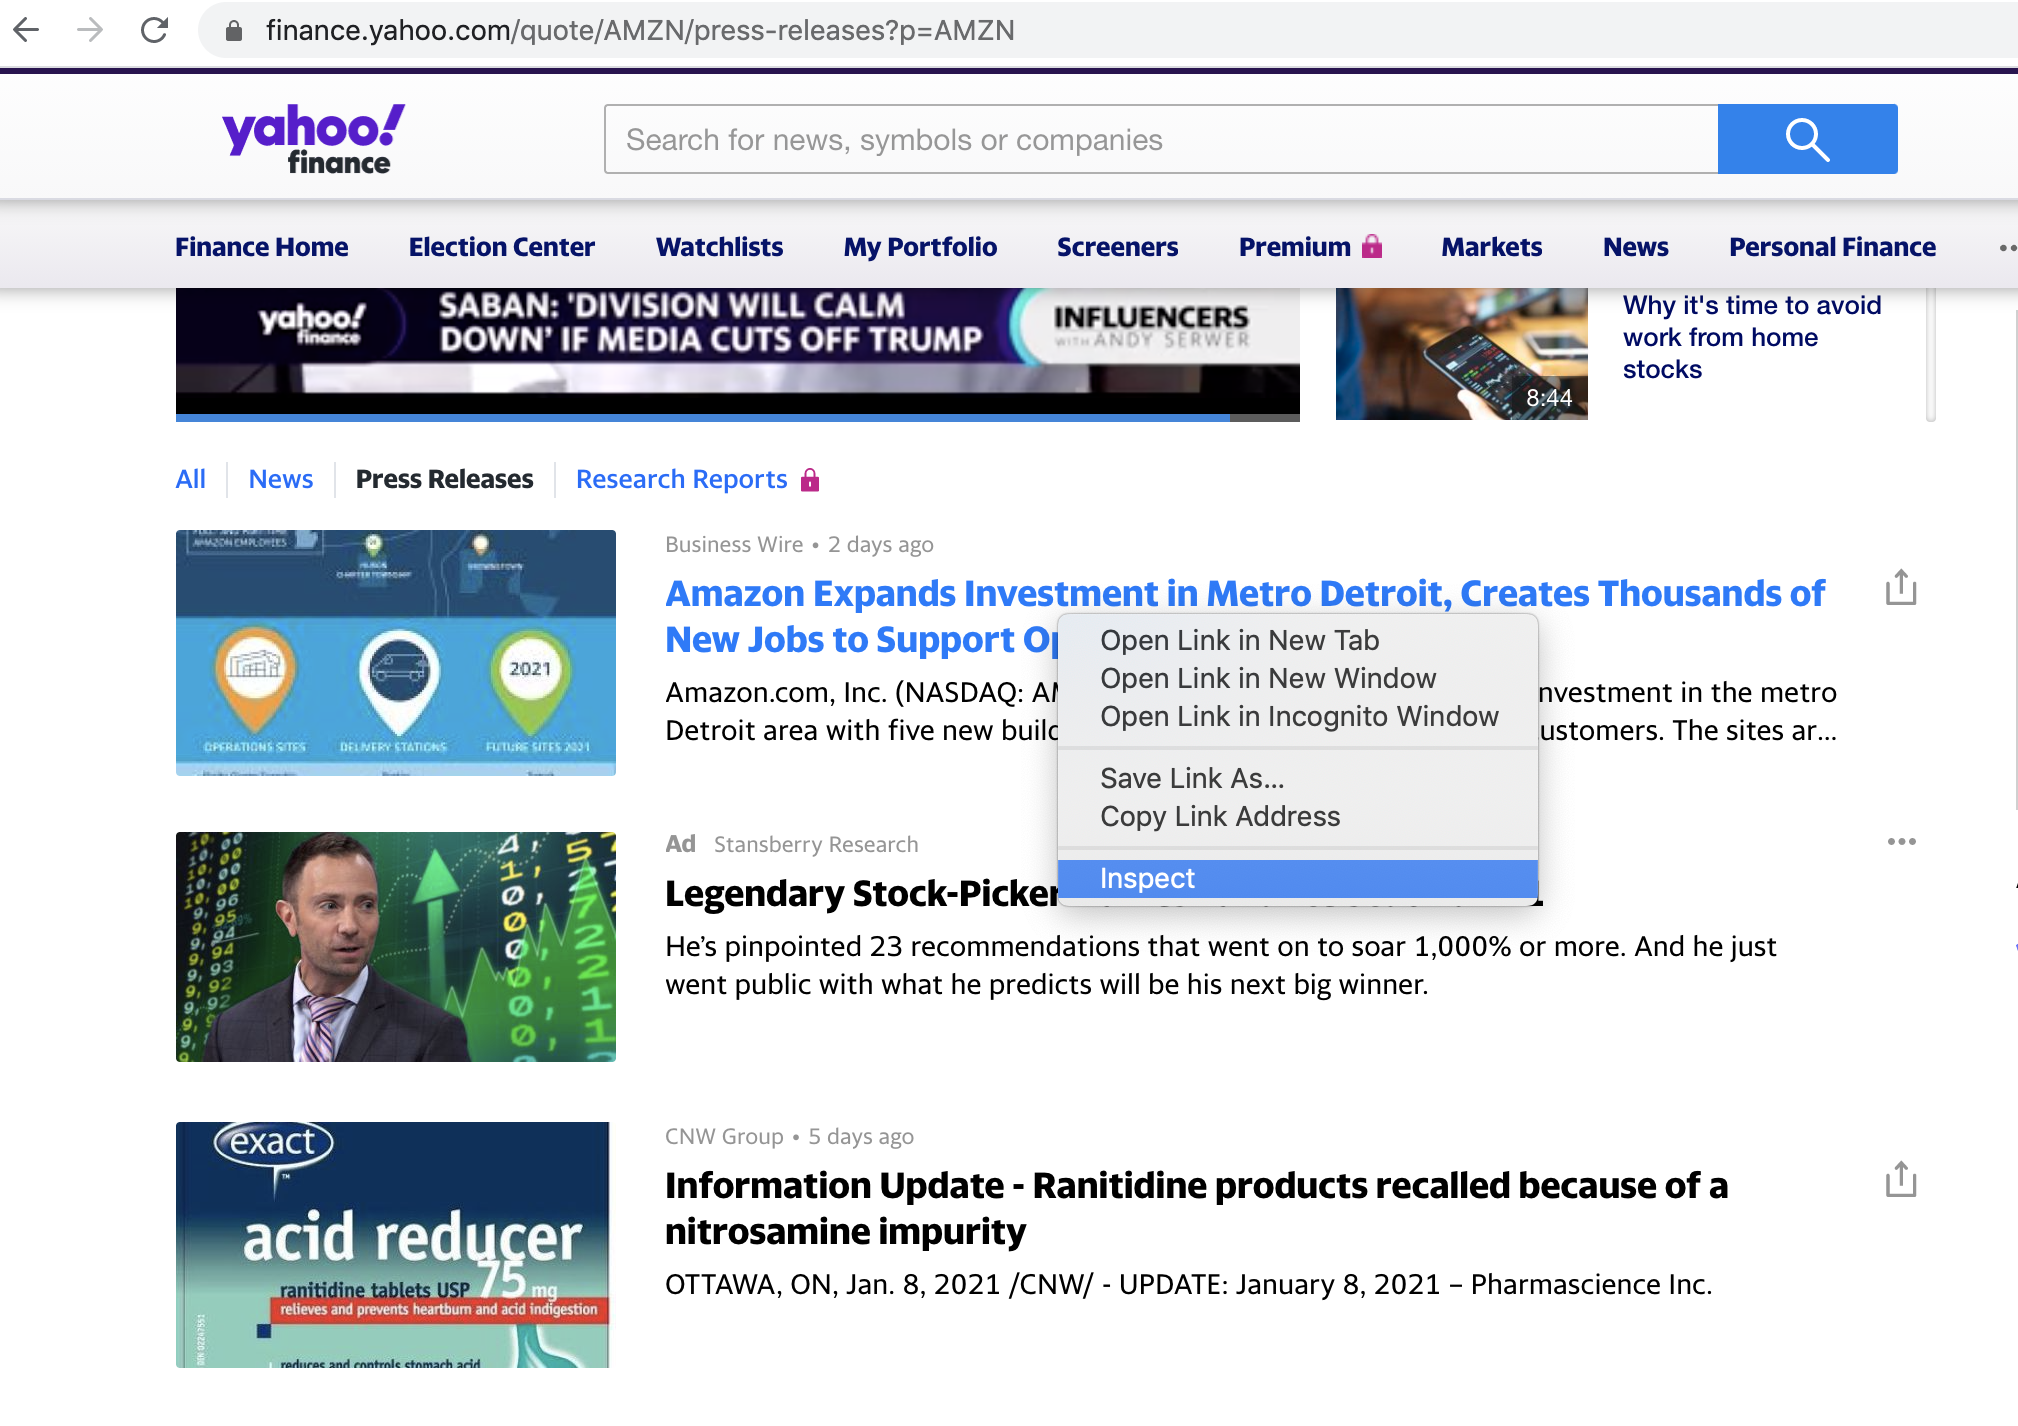 finance.yahoo.com/quote/AMZN/press-releases?p=AMZN
yahoo!
finance
Search for news, symbols or companies
Finance Home Election Center Watchlists My Portfolio Screeners Premium Markets News Personal Finance
yahoo!
finance
SABAN: 'DIVISION WILL CALM
DOWN' IF MEDIA CUTS OFF TRUMP
INFLUENCERS
WITH ANDY SERWER
8:44
Why it's time to avoid
work from home
stocks
All News Press Releases Research Reports
AMAZON EMPLOYEES
2021
OPERATIONS SITES DELIVERY STATIONS FUTURE SITES 2021
Business Wire • 2 days ago
Amazon Expands Investment in Metro Detroit, Creates Thousands of
New Jobs to Support
Amazon.com, Inc. (NASDAQ: nvestment in the metro
Detroit area with five new ustomers. The sites ar...
Open Link in New Tab
Open Link in New Window
Open Link in Incognito Window
Save Link As...
Copy Link Address
Inspect
Ad Stansberry Research
Legendary Stock-Picker
He's pinpointed 23 recommendations that went on to soar 1,000% or more. And he just
went public with what he predicts will be his next big winner.
exact
TM
acid reducer
75 mg
ranitidine tablets USP
relieves and prevents heartburn and acid indigestion
reduces and controls stomach acid
CNW Group • 5 days ago
Information Update - Ranitidine products recalled because of a
nitrosamine impurity
OTTAWA, ON, Jan. 8, 2021 /CNW/ - UPDATE: January 8, 2021 – Pharmascience Inc.